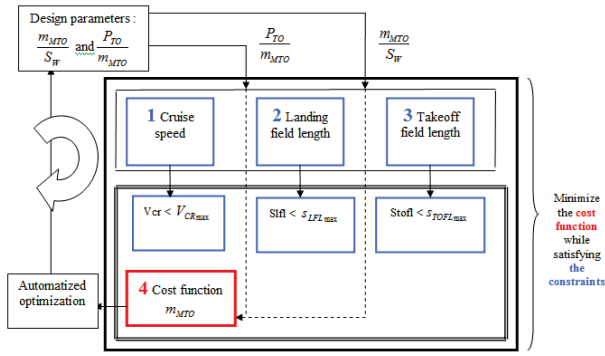 Design parameters :
m_MTO / S_W and P_TO / m_MTO
P_TO / m_MTO
m_MTO / S_W
1 Cruise
speed
2 Landing
field length
3 Takeoff
field length
Vcr < V_CRmax
Slfl < s_LFLmax
Stofl < s_TOFLmax
Minimize
the cost
function
while
satisfying
the
constraints
Automatized
optimization
4 Cost function
m_MTO